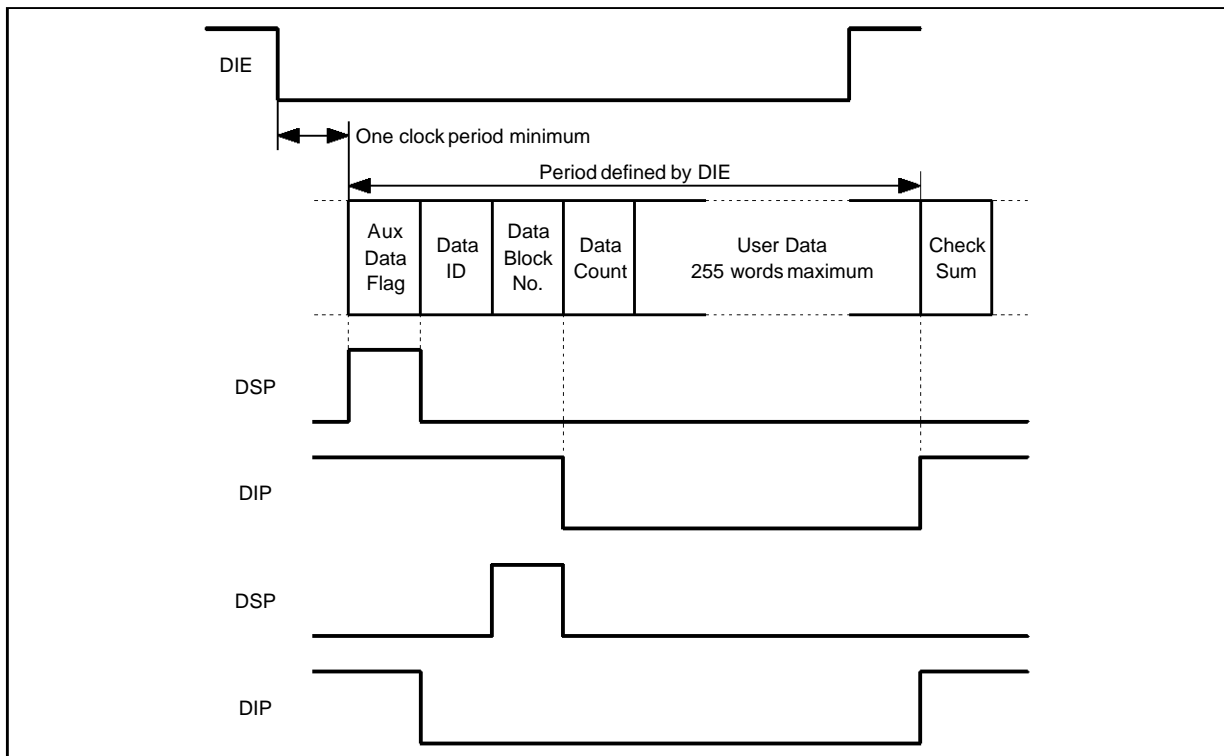 DIE
One clock period minimum
Period defined by DIE
Aux
Data
Flag
Data
ID
Data
Block
No.
Data
Count
User Data
255 words maximum
Check
Sum
DSP
DIP
DSP
DIP